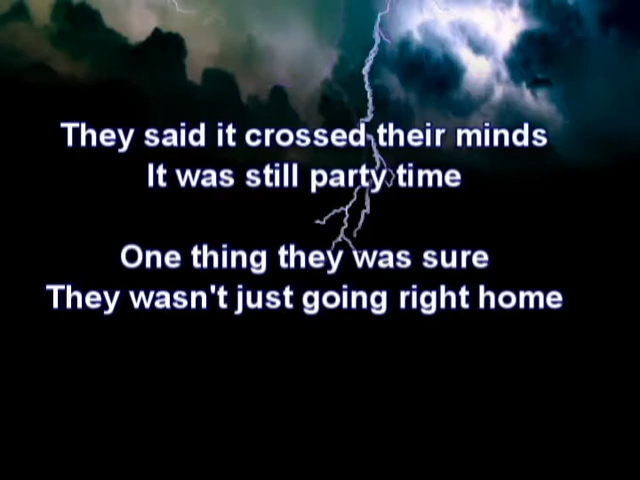 They said it crossed their minds
It was still party time
One thing they was sure
They wasn't just going right home